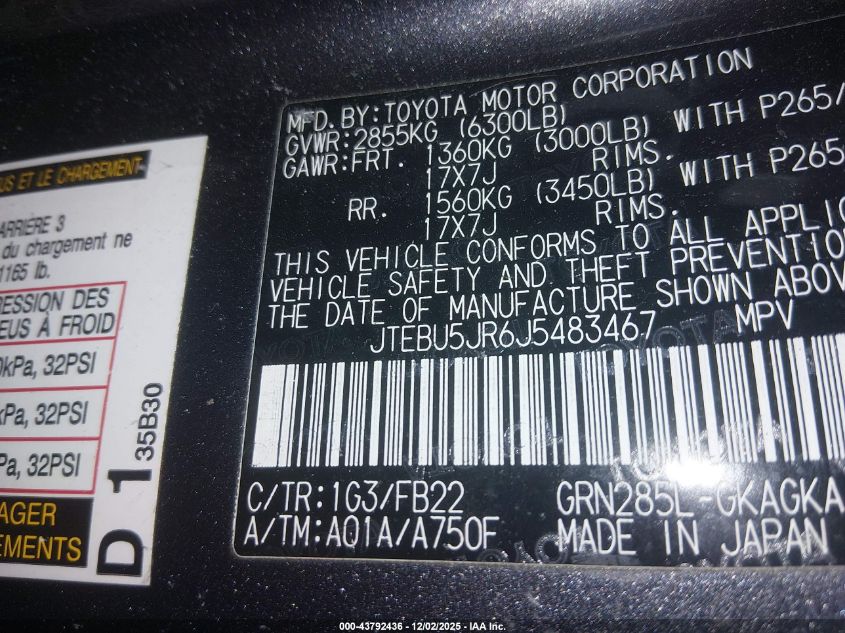 US ET LE CHARGEMENT
ARRIÈRE 3
du chargement ne
1165 lb.
RESSION DES
EUS À FROID
kPa, 32PSI
kPa, 32PSI
Pa, 32PSI
AGER
EMENTS
D 1 35B30
MFD.BY:TOYOTA MOTOR CORPORATION
GVWR:2855KG (6300LB)
GAWR:FRT. 1360KG (3000LB) WITH P265/
17X7J RIMS.
RR. 1560KG (3450LB) WITH P265
17X7J RIMS.
THIS VEHICLE CONFORMS TO ALL APPLIC
VEHICLE SAFETY AND THEFT PREVENTION
THE DATE OF MANUFACTURE SHOWN ABOV
JTEBU5JR6J5483467 MPV
C/TR:1G3/FB22 GRN285L-GKAGKA
A/TM:A01A/A750F MADE IN JAPAN
000-43792436 - 12/02/2025 - IAA Inc.